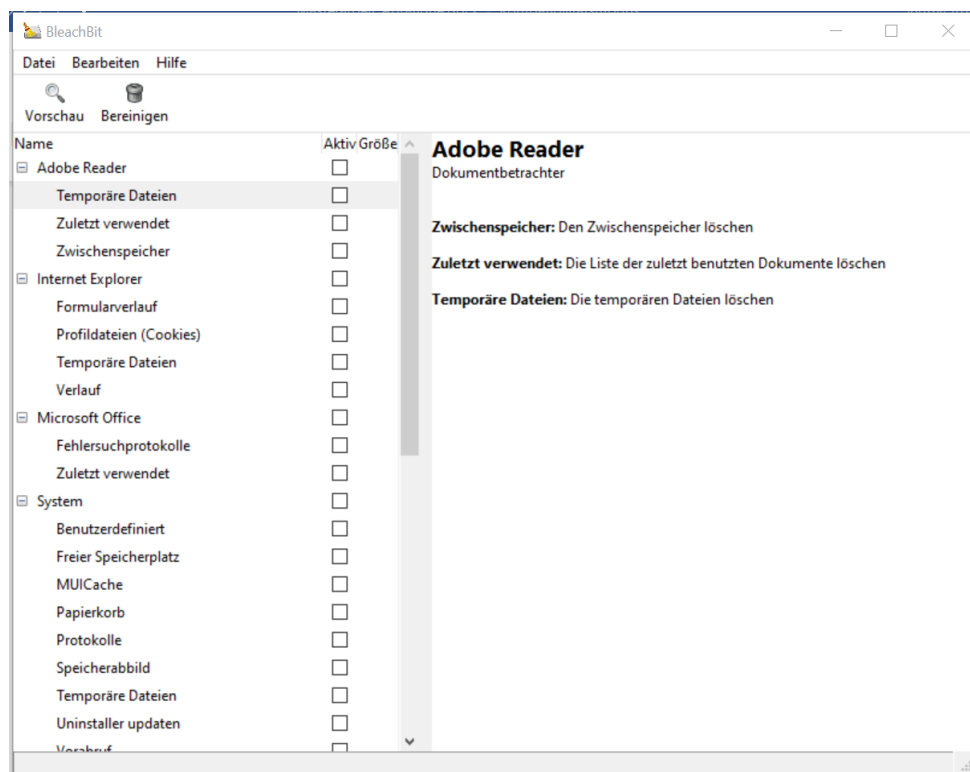 BleachBit
Datei Bearbeiten Hilfe
Vorschau Bereinigen
Name Aktiv Größe
Adobe Reader
Temporäre Dateien
Zuletzt verwendet
Zwischenspeicher
Internet Explorer
Formularverlauf
Profildateien (Cookies)
Temporäre Dateien
Verlauf
Microsoft Office
Fehlersuchprotokolle
Zuletzt verwendet
System
Benutzerdefiniert
Freier Speicherplatz
MUICache
Papierkorb
Protokolle
Speicherabbild
Temporäre Dateien
Uninstaller updaten
Vorabruf
Adobe Reader
Dokumentbetrachter
Zwischenspeicher: Den Zwischenspeicher löschen
Zuletzt verwendet: Die Liste der zuletzt benutzten Dokumente löschen
Temporäre Dateien: Die temporären Dateien löschen